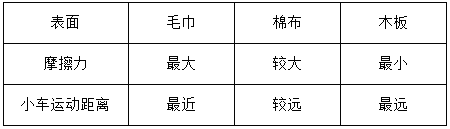 表面 毛巾 棉布 木板
摩擦力 最大 较大 最小
小车运动距离 最近 较远 最远